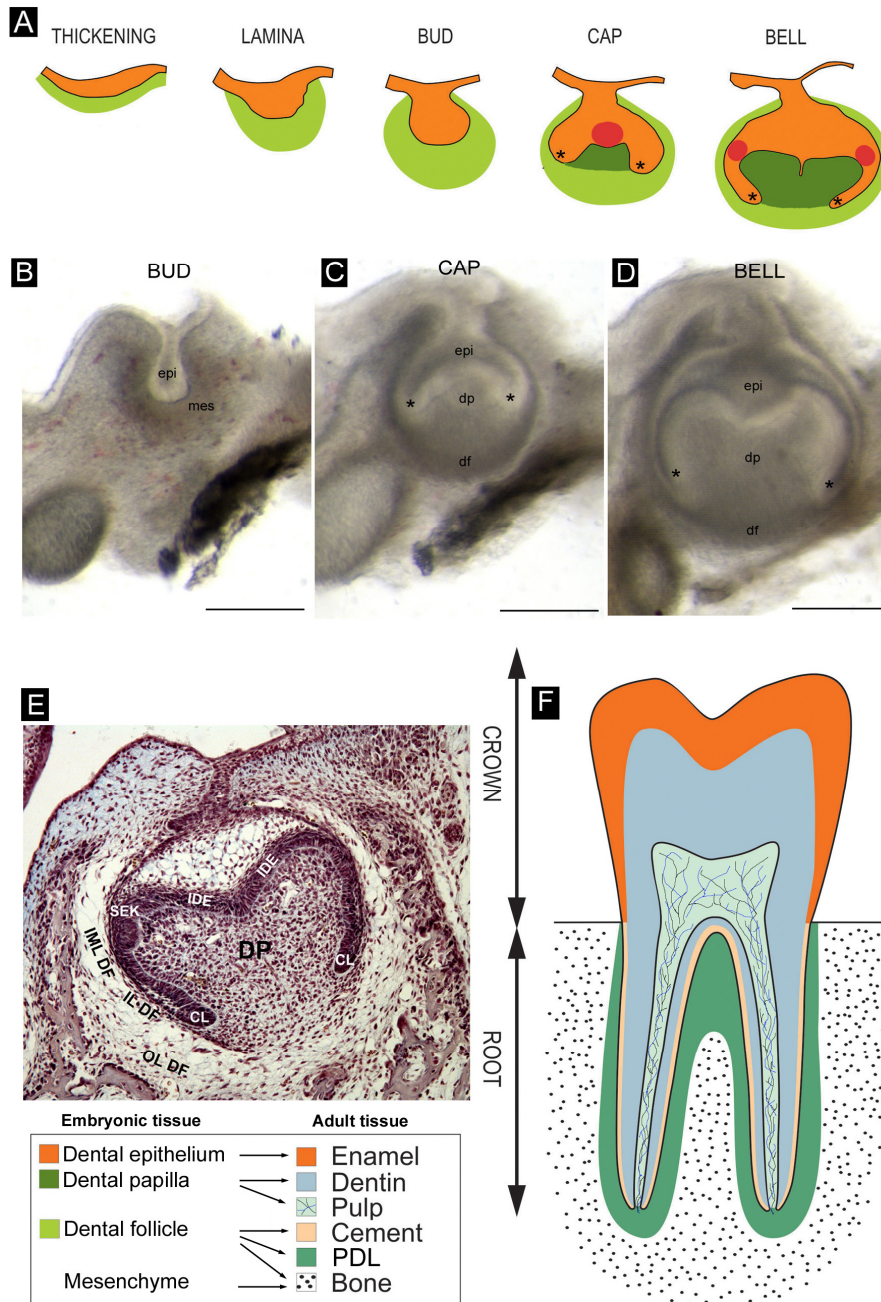 A
THICKENING LAMINA BUD CAP BELL
* *
* *
B BUD
epi
mes
C CAP
epi
dp
* *
df
D BELL
epi
dp
* *
df
E
IDE
IDE
SEK
DP
CL
IML DF
IL DF
CL
OL DF
CROWN
ROOT
F
Embryonic tissue Adult tissue
Dental epithelium Enamel
Dental papilla Dentin
Pulp
Dental follicle Cement
PDL
Mesenchyme Bone